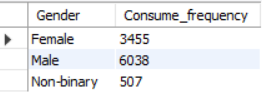 Gender Consume_frequency
Female 3455
Male 6038
Non-binary 507